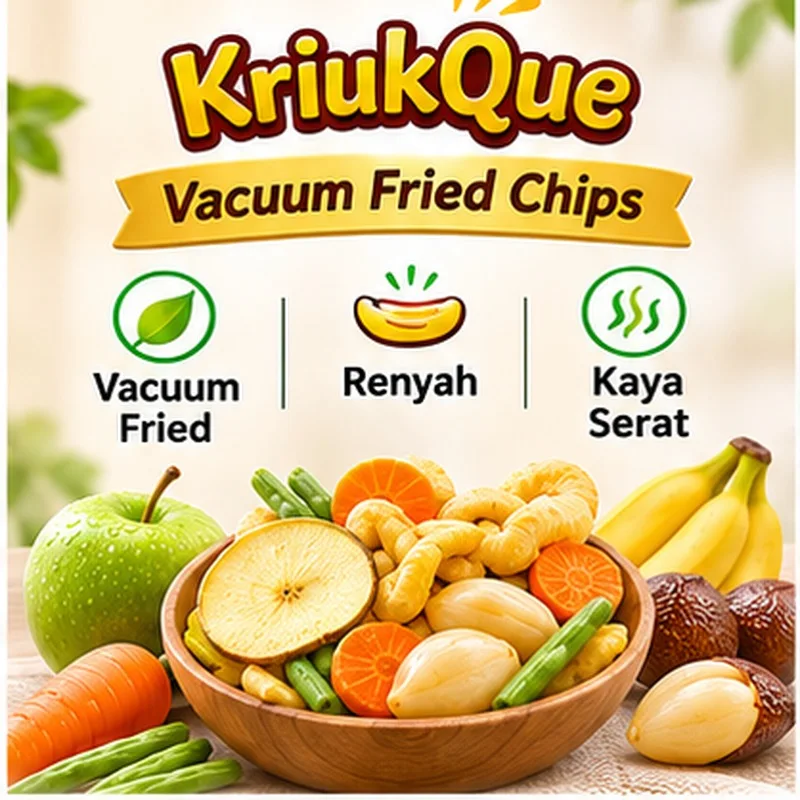 KriukQue
Vacuum Fried Chips
Vacuum
Fried
Renyah
Kaya
Serat